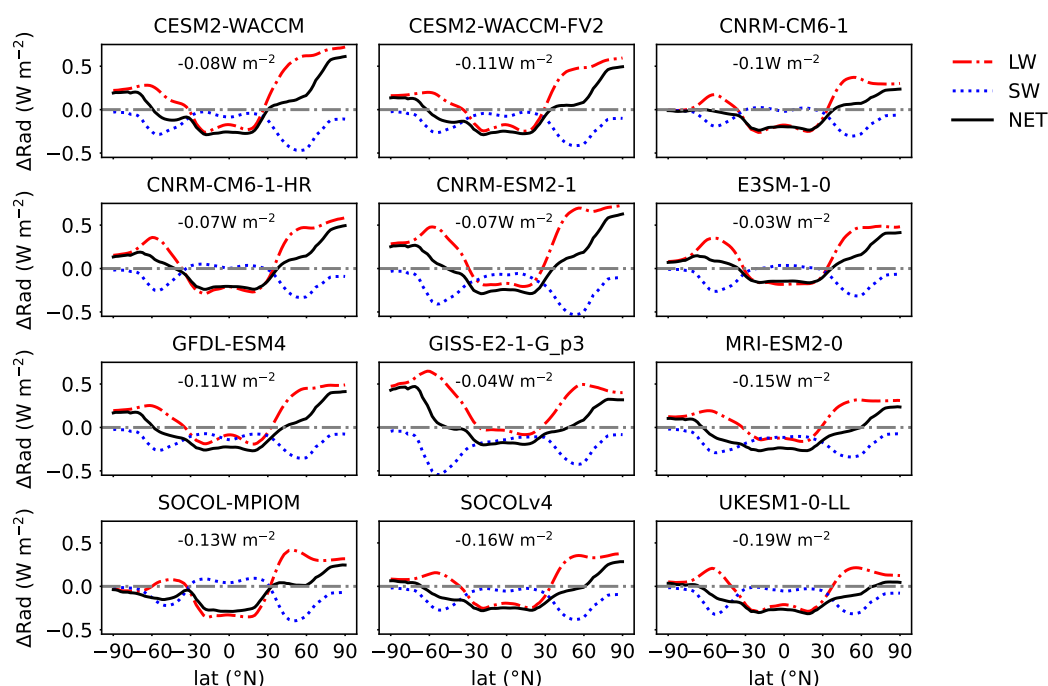 CESM2-WACCM CESM2-WACCM-FV2 CNRM-CM6-1
ΔRad (W m⁻²) 0.5 0.0 −0.5 -0.08W m⁻² -0.11W m⁻² -0.1W m⁻²
LW
SW
NET
CNRM-CM6-1-HR CNRM-ESM2-1 E3SM-1-0
ΔRad (W m⁻²) 0.5 0.0 −0.5 -0.07W m⁻² -0.07W m⁻² -0.03W m⁻²
GFDL-ESM4 GISS-E2-1-G_p3 MRI-ESM2-0
ΔRad (W m⁻²) 0.5 0.0 −0.5 -0.11W m⁻² -0.04W m⁻² -0.15W m⁻²
SOCOL-MPIOM SOCOLv4 UKESM1-0-LL
ΔRad (W m⁻²) 0.5 0.0 −0.5 -0.13W m⁻² -0.16W m⁻² -0.19W m⁻²
−90 −60 −30 0 30 60 90 −90 −60 −30 0 30 60 90 −90 −60 −30 0 30 60 90
lat (°N) lat (°N) lat (°N)